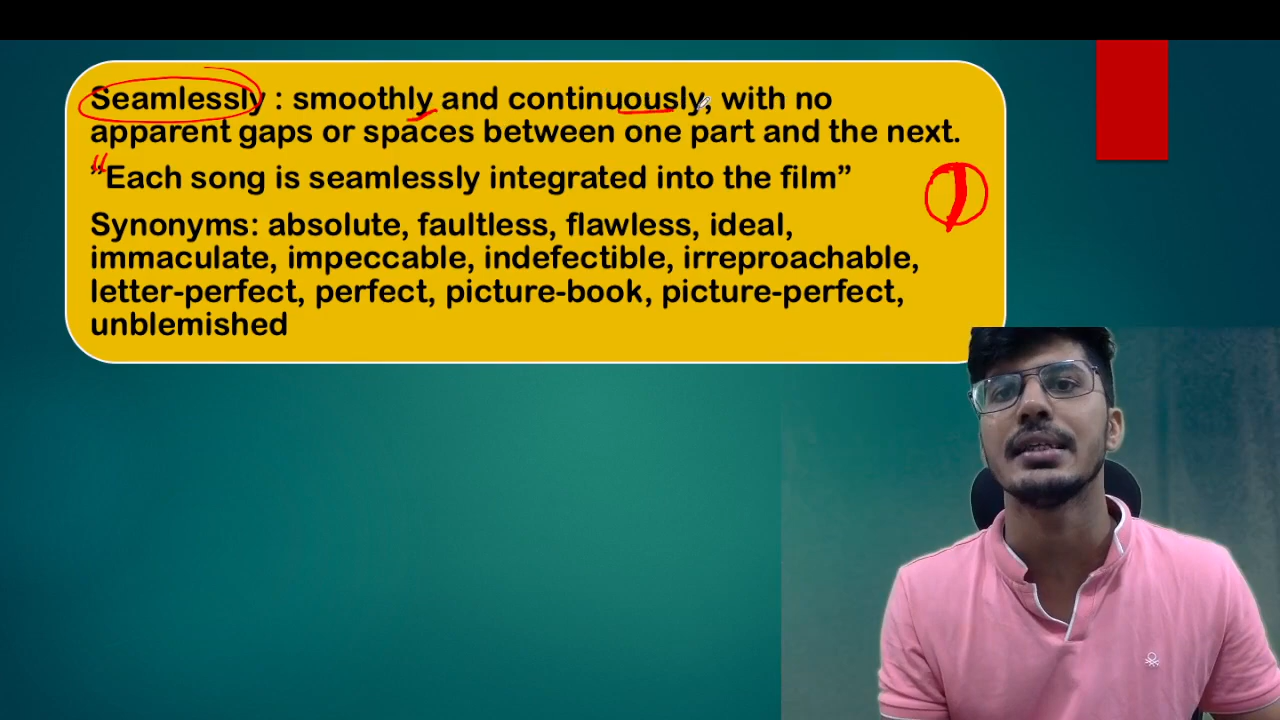 Seamlessly : smoothly and continuously, with no
apparent gaps or spaces between one part and the next.
”Each song is seamlessly integrated into the film”
Synonyms: absolute, faultless, flawless, ideal,
immaculate, impeccable, indefectible, irreproachable,
letter-perfect, perfect, picture-book, picture-perfect,
unblemished
1